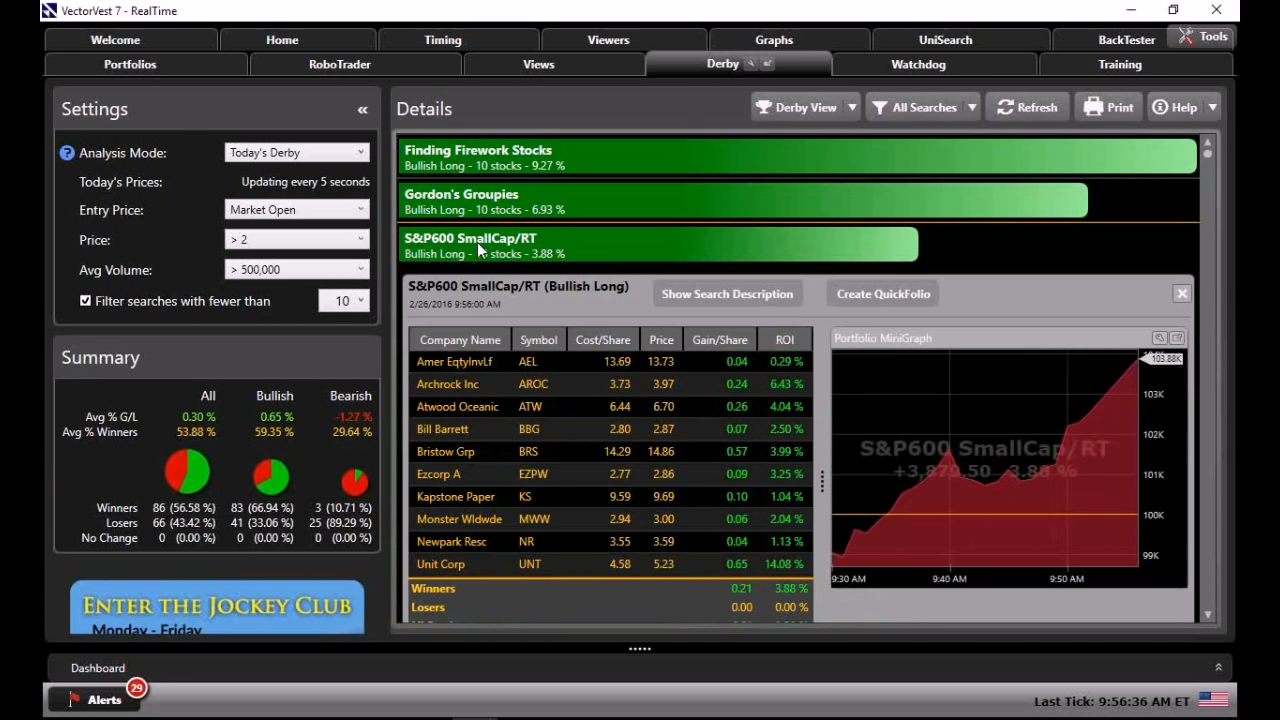 VectorVest 7 - RealTime
Welcome Home Timing Viewers Graphs UniSearch BackTester Tools
Portfolios RoboTrader Views Derby Watchdog Training
Settings «
? Analysis Mode: Today's Derby
Today's Prices: Updating every 5 seconds
Entry Price: Market Open
Price: > 2
Avg Volume: > 500,000
Filter searches with fewer than 10
Summary
All Bullish Bearish
Avg % G/L 0.30 % 0.65 % -1.27 %
Avg % Winners 53.88 % 59.35 % 29.64 %
Winners 86 (56.58 %) 83 (66.94 %) 3 (10.71 %)
Losers 66 (43.42 %) 41 (33.06 %) 25 (89.29 %)
No Change 0 (0.00 %) 0 (0.00 %) 0 (0.00 %)
ENTER THE JOCKEY CLUB
Monday - Friday
Details Derby View All Searches Refresh Print Help
Finding Firework Stocks
Bullish Long - 10 stocks - 9.27 %
Gordon's Groupies
Bullish Long - 10 stocks - 6.93 %
S&P600 SmallCap/RT
Bullish Long - stocks - 3.88 %
S&P600 SmallCap/RT (Bullish Long)
2/26/2016 9:56:00 AM
Show Search Description Create QuickFolio
Company Name Symbol Cost/Share Price Gain/Share ROI
Amer EqtyInvLf AEL 13.69 13.73 0.04 0.29 %
Archrock Inc AROC 3.73 3.97 0.24 6.43 %
Atwood Oceanic ATW 6.44 6.70 0.26 4.04 %
Bill Barrett BBG 2.80 2.87 0.07 2.50 %
Bristow Grp BRS 14.29 14.86 0.57 3.99 %
Ezcorp A EZPW 2.77 2.86 0.09 3.25 %
Kapstone Paper KS 9.59 9.69 0.10 1.04 %
Monster Wldwde MWW 2.94 3.00 0.06 2.04 %
Newpark Resc NR 3.55 3.59 0.04 1.13 %
Unit Corp UNT 4.58 5.23 0.65 14.08 %
Winners 0.21 3.88 %
Losers 0.00 0.00 %
Portfolio MiniGraph
103.88K
103K
102K
101K
100K
99K
S&P600 SmallCap/RT
3.88 %
9:30 AM 9:40 AM 9:50 AM
Dashboard
Alerts 29
Last Tick: 9:56:36 AM ET